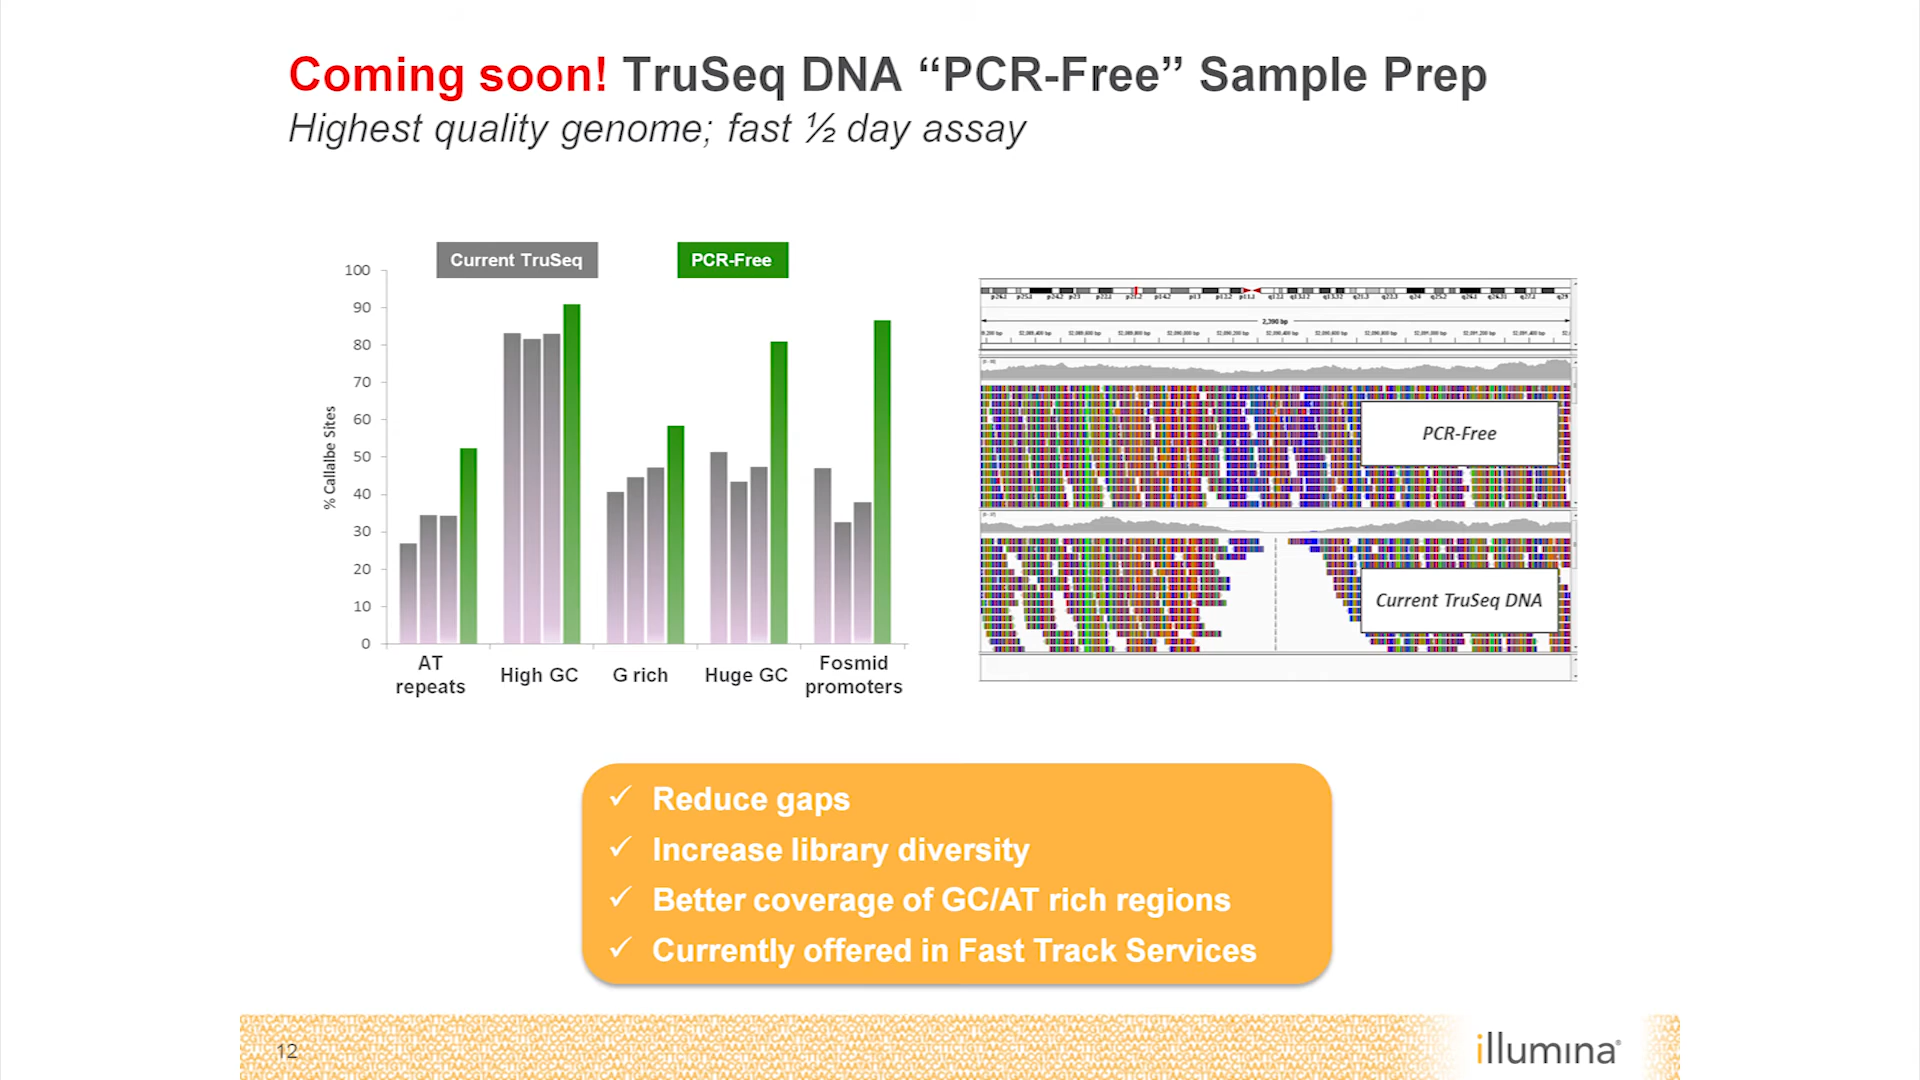 Coming soon! TruSeq DNA “PCR-Free” Sample Prep
Highest quality genome; fast ½ day assay
Current TruSeq
PCR-Free
% Callalbe Sites
100
90
80
70
60
50
40
30
20
10
0
AT repeats
High GC
G rich
Huge GC
Fosmid promoters
2,390 bp
PCR-Free
Current TruSeq DNA
✓ Reduce gaps
✓ Increase library diversity
✓ Better coverage of GC/AT rich regions
✓ Currently offered in Fast Track Services
12
illumina®